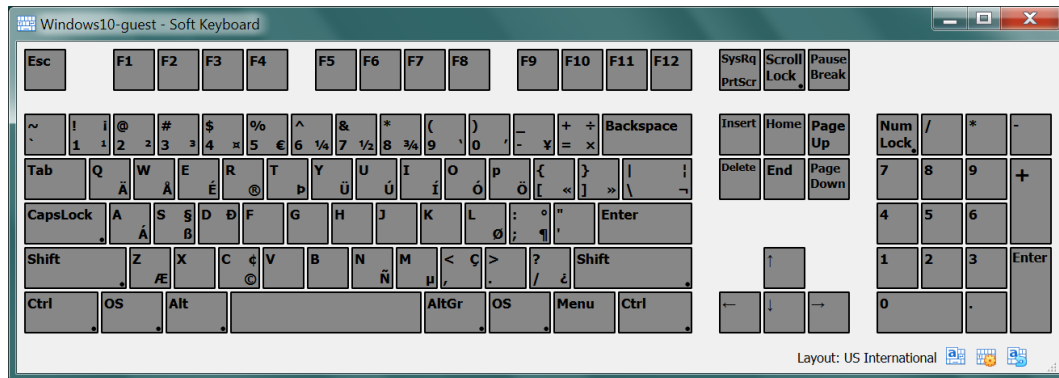 Windows10-guest - Soft Keyboard
Esc F1 F2 F3 F4 F5 F6 F7 F8 F9 F10 F11 F12 SysRq Scroll Pause
PrtScr Lock Break
~ ! ¡ @ # $ % ^ & * ( ) _ + ÷ Backspace Insert Home Page Up Num Lock / * -
` 1 ¹ 2 ² 3 ³ 4 ¤ 5 € 6 ¼ 7 ½ 8 ¾ 9 ‘ 0 ’ - ¥ = ×
Tab Q W E R T Y U I O p { } | ¦ Delete End Page Down 7 8 9 +
Ä Å É ® Þ Ü Ú Í Ó Ö [ « ] » \ ¬
CapsLock A S § D Đ F G H J K L : ° " Enter 4 5 6
Á ß Ø ; ¶ '
Shift Z X C ¢ V B N M < Ç > ? Shift ↑ 1 2 3 Enter
Æ © Ñ µ , . / ¿
Ctrl OS Alt AltGr OS Menu Ctrl ← ↓ → 0 .
Layout: US International